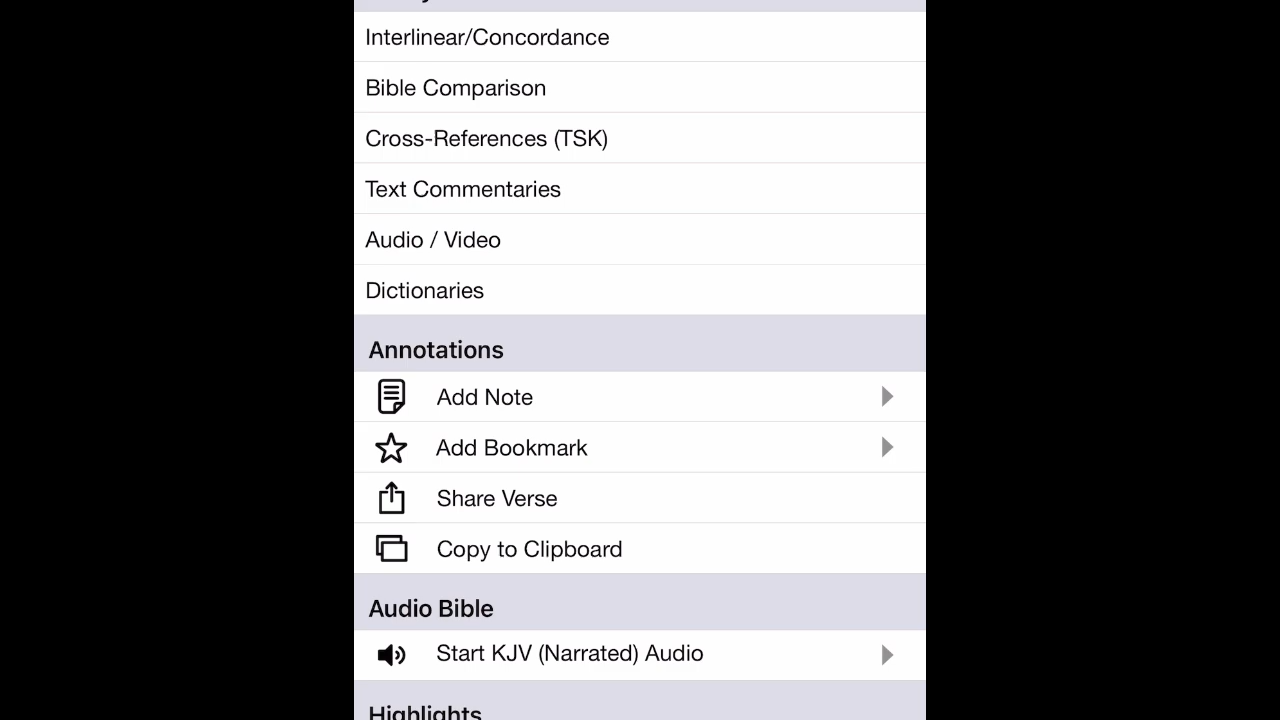 Interlinear/Concordance
Bible Comparison
Cross-References (TSK)
Text Commentaries
Audio / Video
Dictionaries
Annotations
Add Note
Add Bookmark
Share Verse
Copy to Clipboard
Audio Bible
Start KJV (Narrated) Audio
Highlights